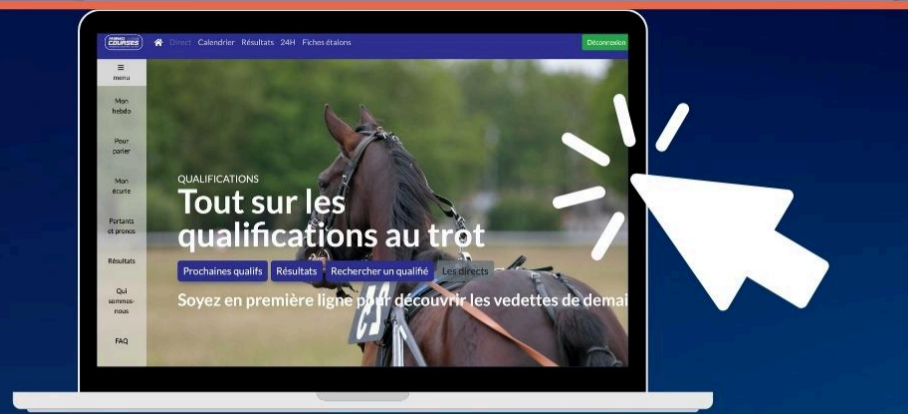 COURSES
Direct Calendrier Résultats 24H Fiches étalons
Déconnexion
menu
Mon
hebdo
Pour
parier
Mon
écurie
Partants
et pronos
Résultats
Qui
sommes-
nous
FAQ
QUALIFICATIONS
Tout sur les
qualifications au trot
Prochaines qualifs Résultats Rechercher un qualifié Les directs
Soyez en première ligne pour découvrir les vedettes de demai